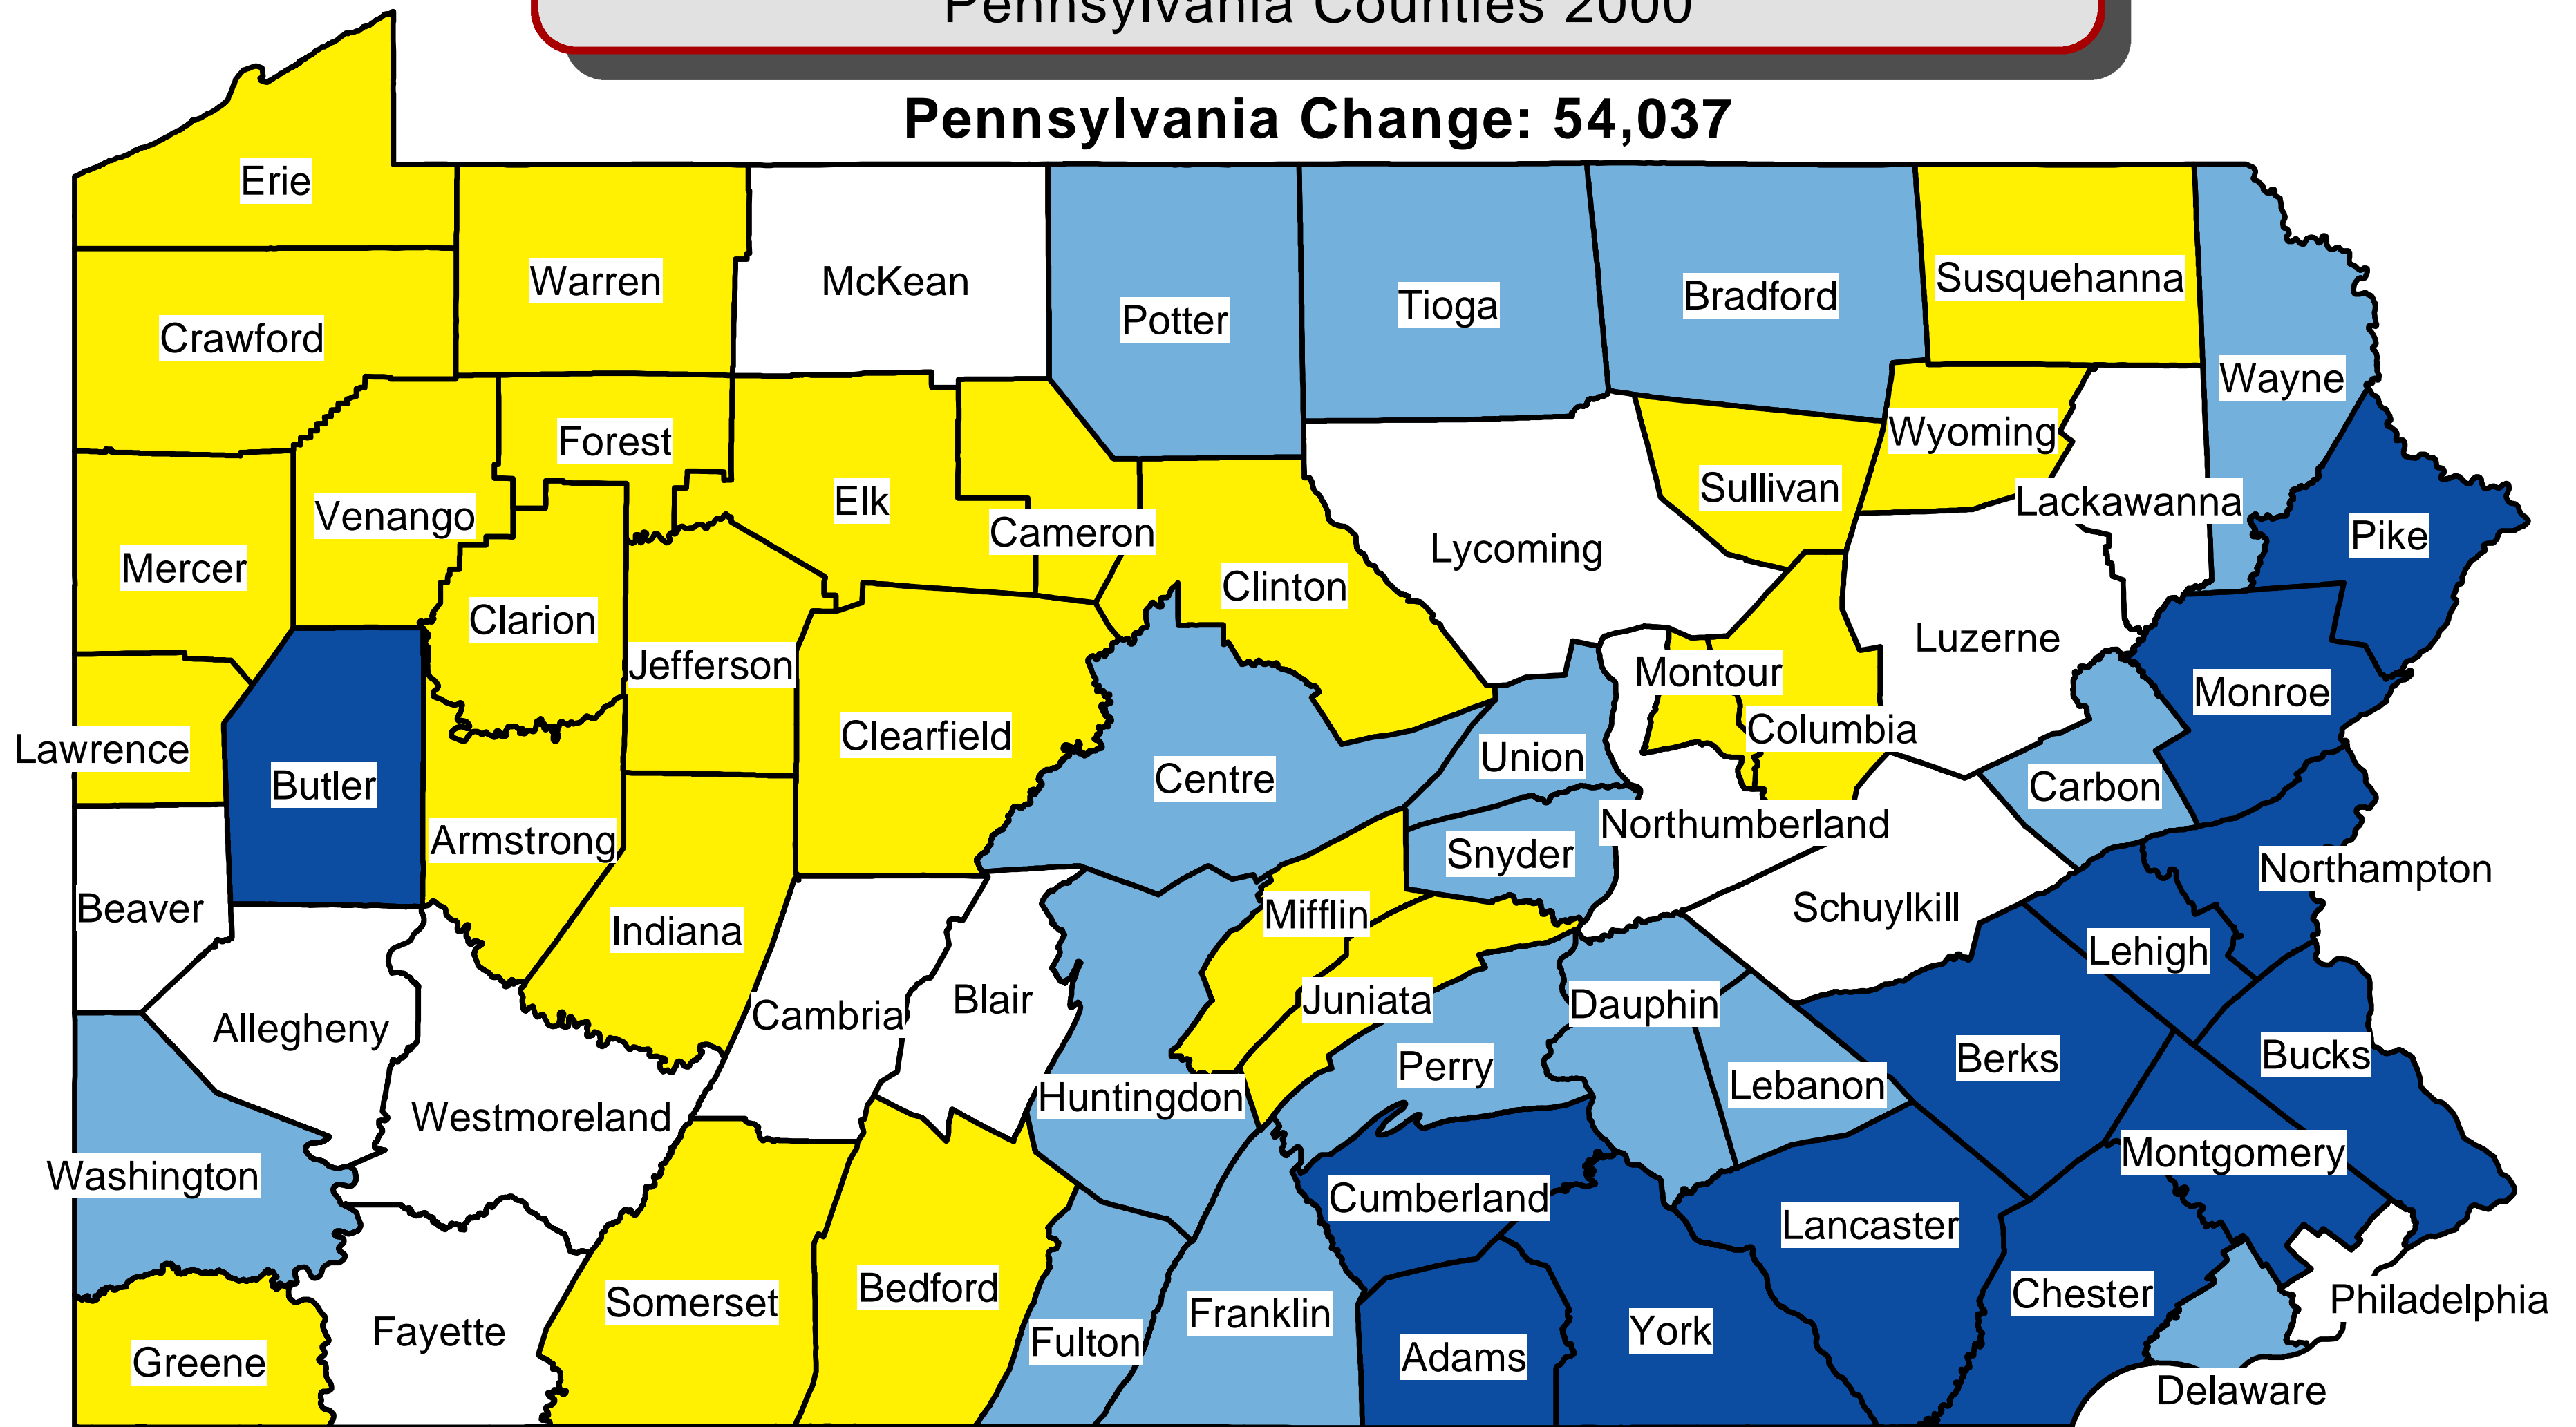 Pennsylvania Counties 2000
Pennsylvania Change: 54,037
Erie
Warren
McKean
Potter
Tioga
Bradford
Susquehanna
Wayne
Crawford
Forest
Wyoming
Venango
Elk
Cameron
Sullivan
Lackawanna
Pike
Mercer
Lycoming
Clarion
Clinton
Luzerne
Jefferson
Montour
Monroe
Lawrence
Clearfield
Columbia
Butler
Centre
Union
Carbon
Armstrong
Northumberland
Snyder
Northampton
Beaver
Indiana
Mifflin
Schuylkill
Lehigh
Allegheny
Cambria
Blair
Juniata
Dauphin
Westmoreland
Huntingdon
Perry
Lebanon
Berks
Bucks
Washington
Montgomery
Cumberland
Lancaster
Somerset
Bedford
Franklin
Chester
Philadelphia
Greene
Fayette
Fulton
Adams
York
Delaware